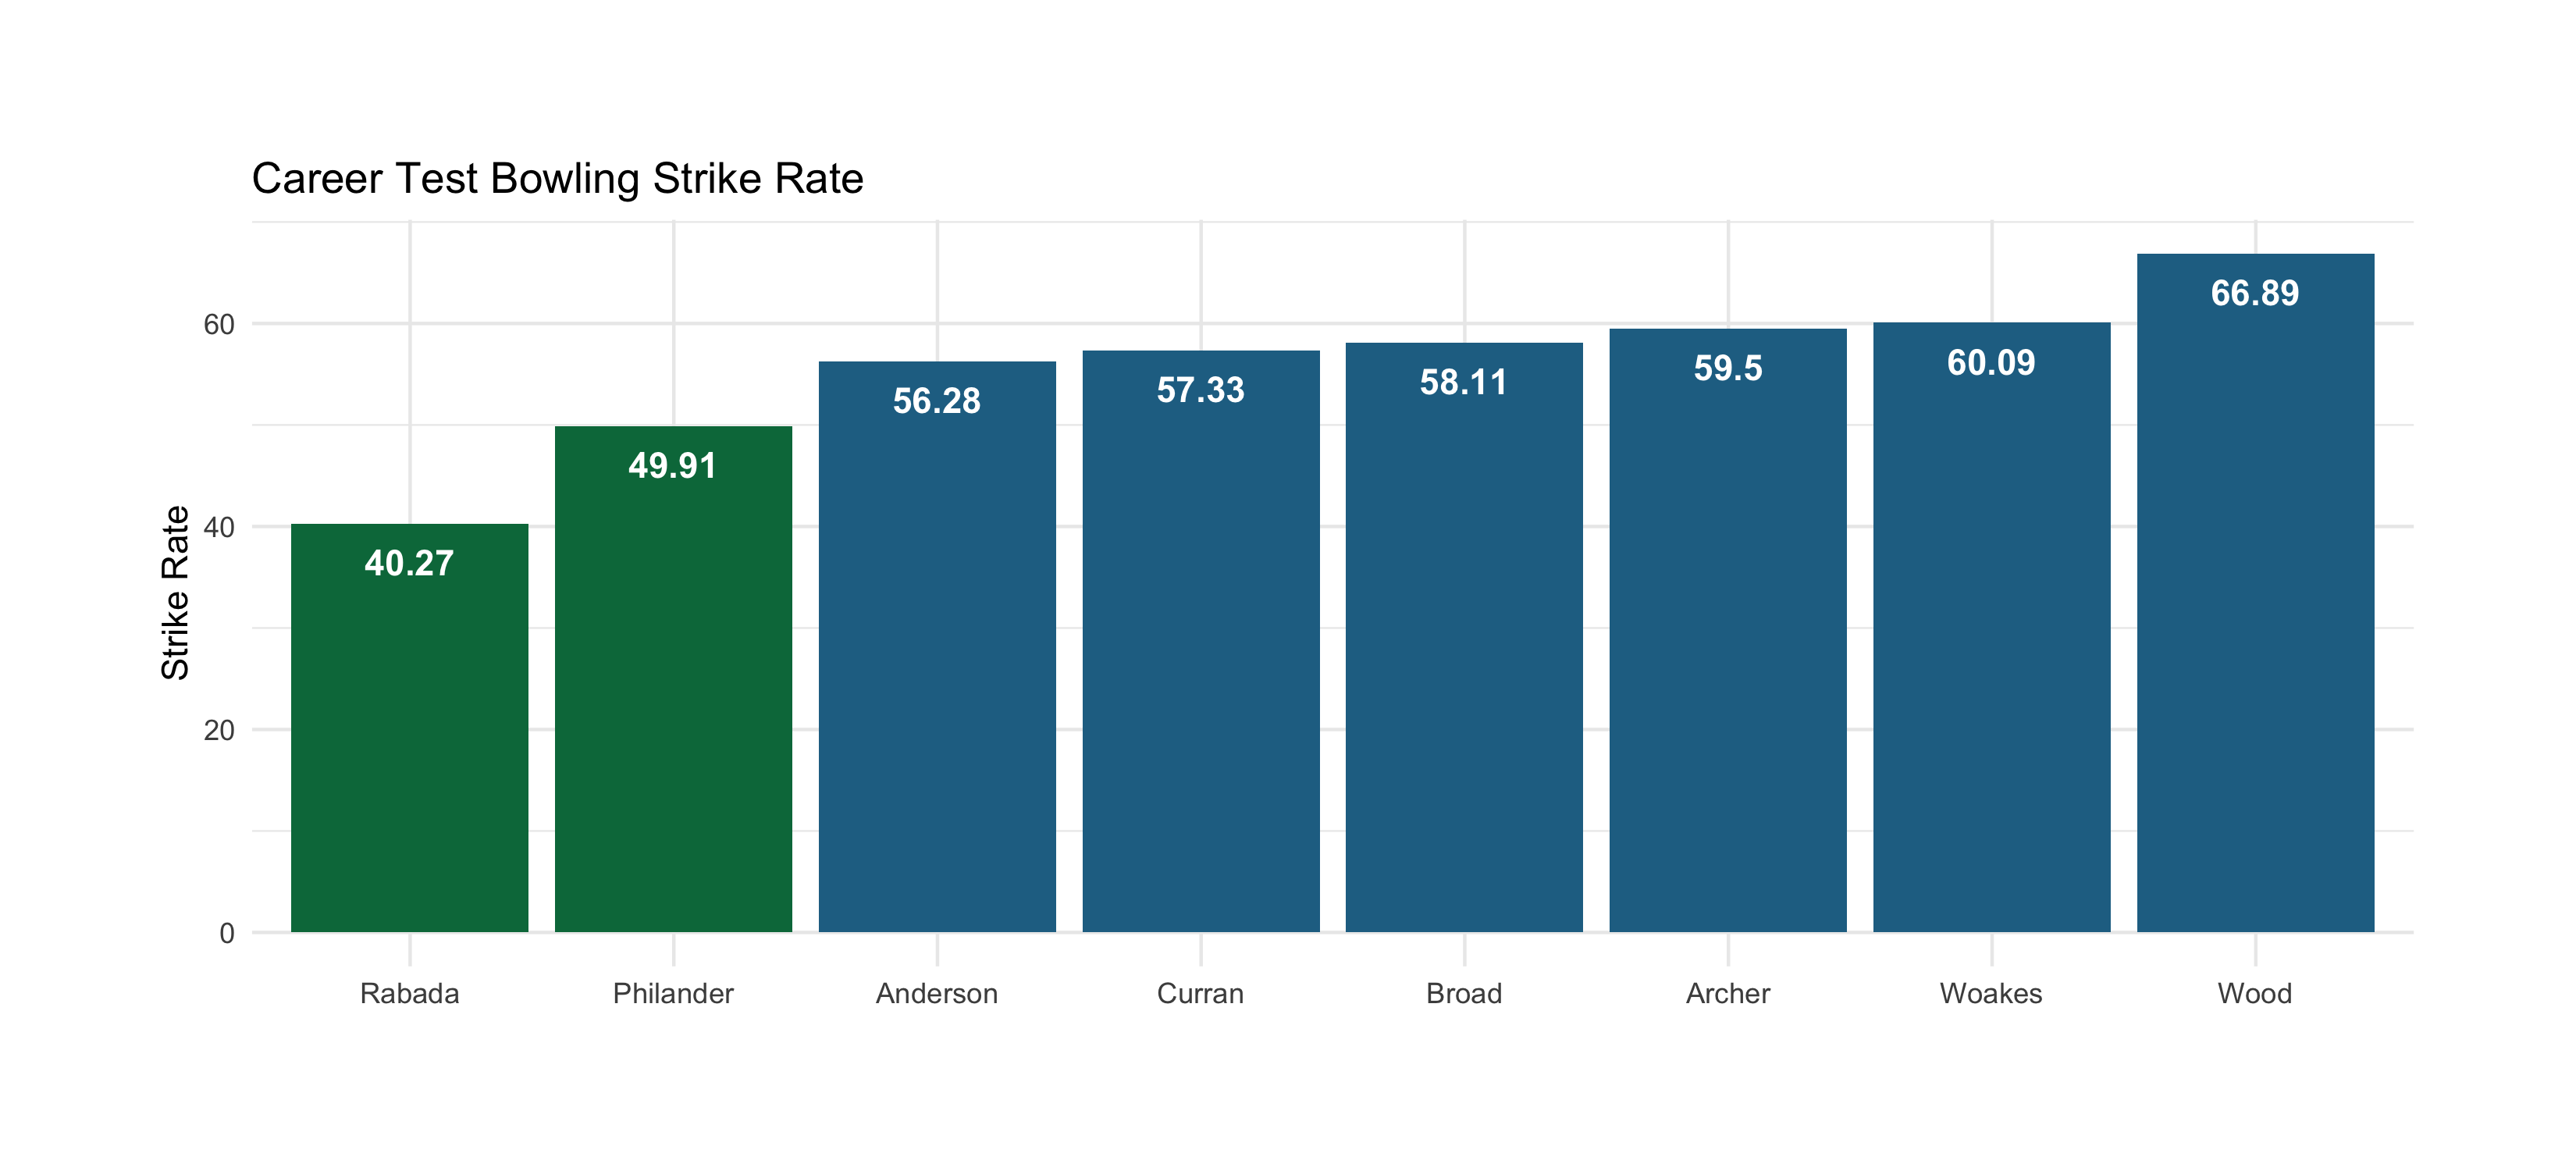 Career Test Bowling Strike Rate
Strike Rate
60
40
20
0
40.27
49.91
56.28
57.33
58.11
59.5
60.09
66.89
Rabada
Philander
Anderson
Curran
Broad
Archer
Woakes
Wood